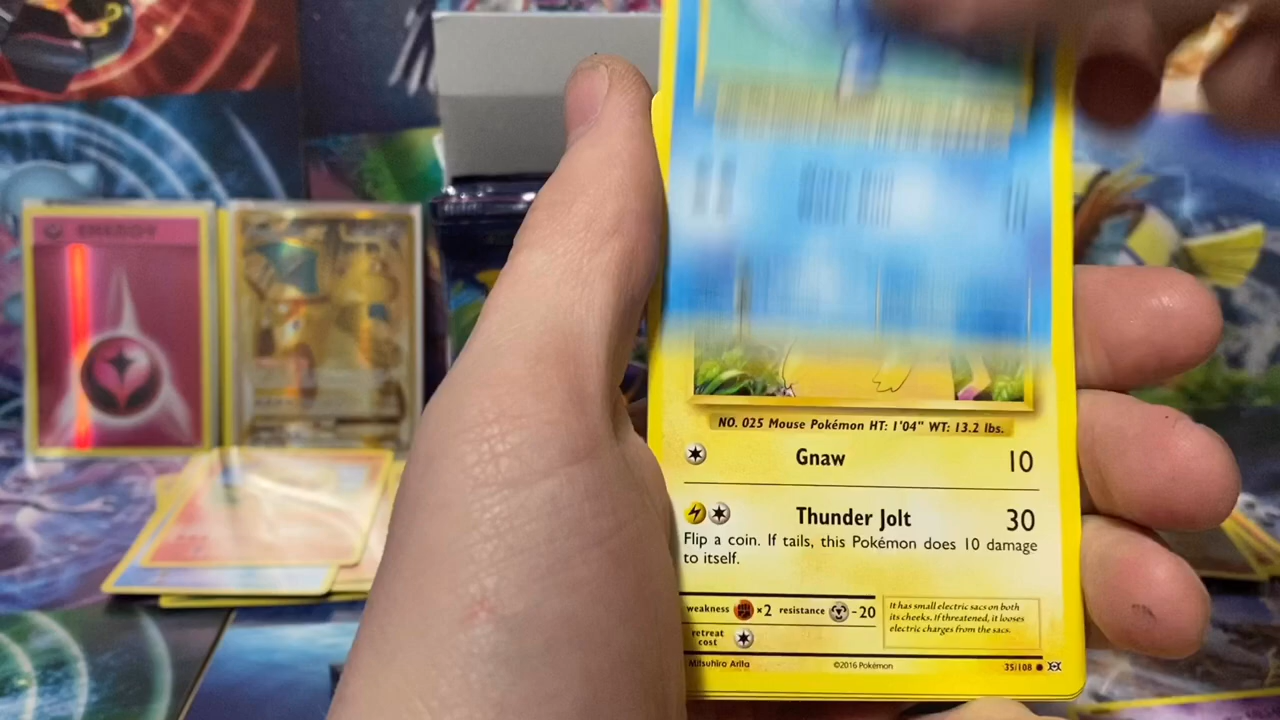 ENERGY
NO. 025 Mouse Pokémon HT: 1'04" WT: 13.2 lbs.
Gnaw 10
Thunder Jolt 30
Flip a coin. If tails, this Pokémon does 10 damage
to itself.
weakness ×2 resistance -20
It has small electric sacs on both
its cheeks. If threatened, it looses
electric charges from the sacs.
retreat
cost
Mitsuhiro Arita ©2016 Pokémon 35/108